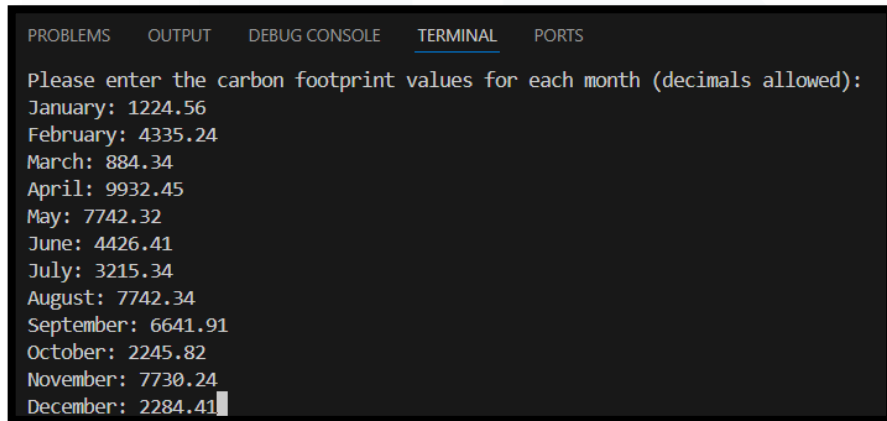 PROBLEMS OUTPUT DEBUG CONSOLE TERMINAL PORTS
Please enter the carbon footprint values for each month (decimals allowed):
January: 1224.56
February: 4335.24
March: 884.34
April: 9932.45
May: 7742.32
June: 4426.41
July: 3215.34
August: 7742.34
September: 6641.91
October: 2245.82
November: 7730.24
December: 2284.41